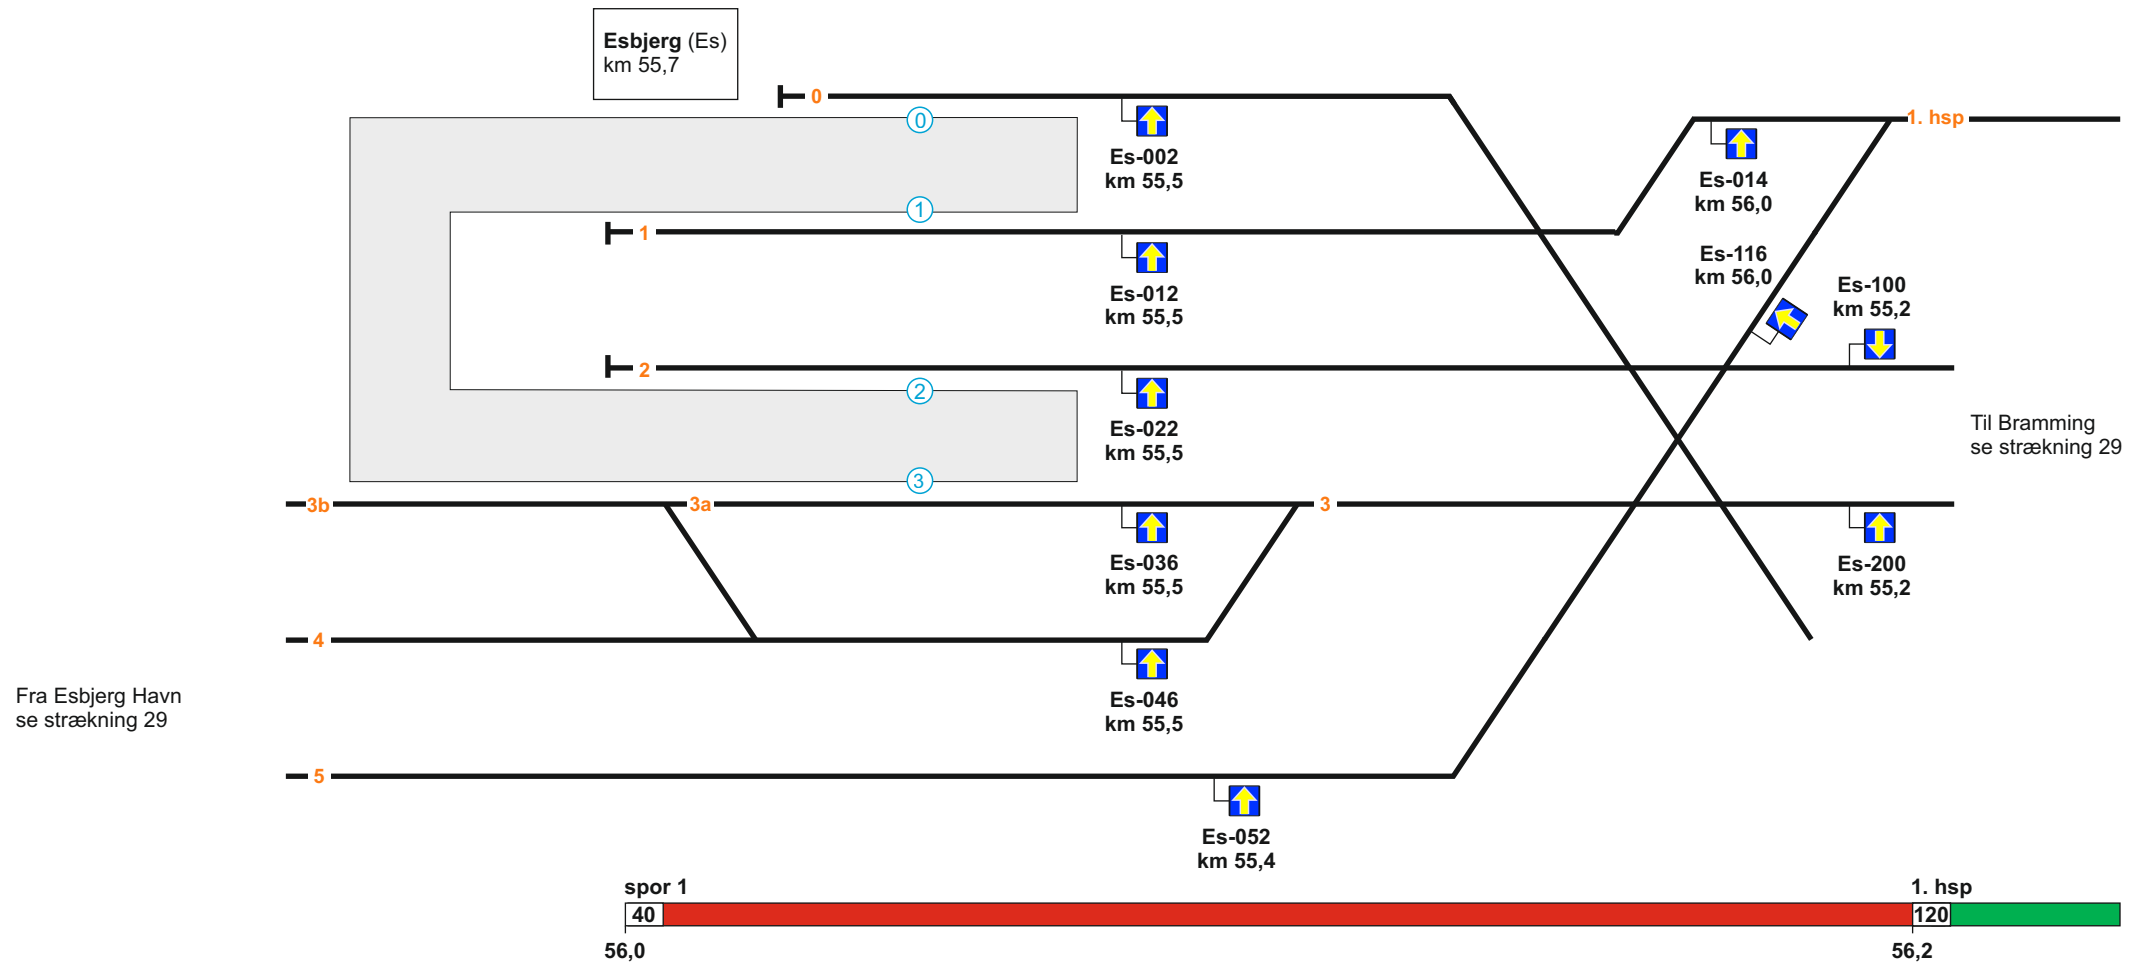 Esbjerg (Es)
km 55,7
0
0
1. hsp
Es-002
km 55,5
Es-014
km 56,0
1
1
Es-116
km 56,0
Es-012
km 55,5
Es-100
km 55,2
2
2
Es-022
km 55,5
Til Bramming
se strækning 29
3
3b
3a
3
Es-036
km 55,5
Es-200
km 55,2
4
Es-046
km 55,5
Fra Esbjerg Havn
se strækning 29
5
Es-052
km 55,4
spor 1
1. hsp
40
120
56,0
56,2